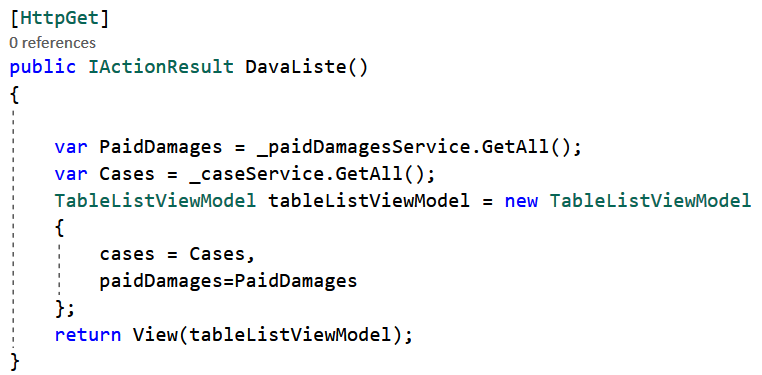 [HttpGet]
0 references
public IActionResult DavaListe()
{
var PaidDamages = _paidDamagesService.GetAll();
var Cases = _caseService.GetAll();
TableListViewModel tableListViewModel = new TableListViewModel
{
cases = Cases,
paidDamages=PaidDamages
};
return View(tableListViewModel);
}